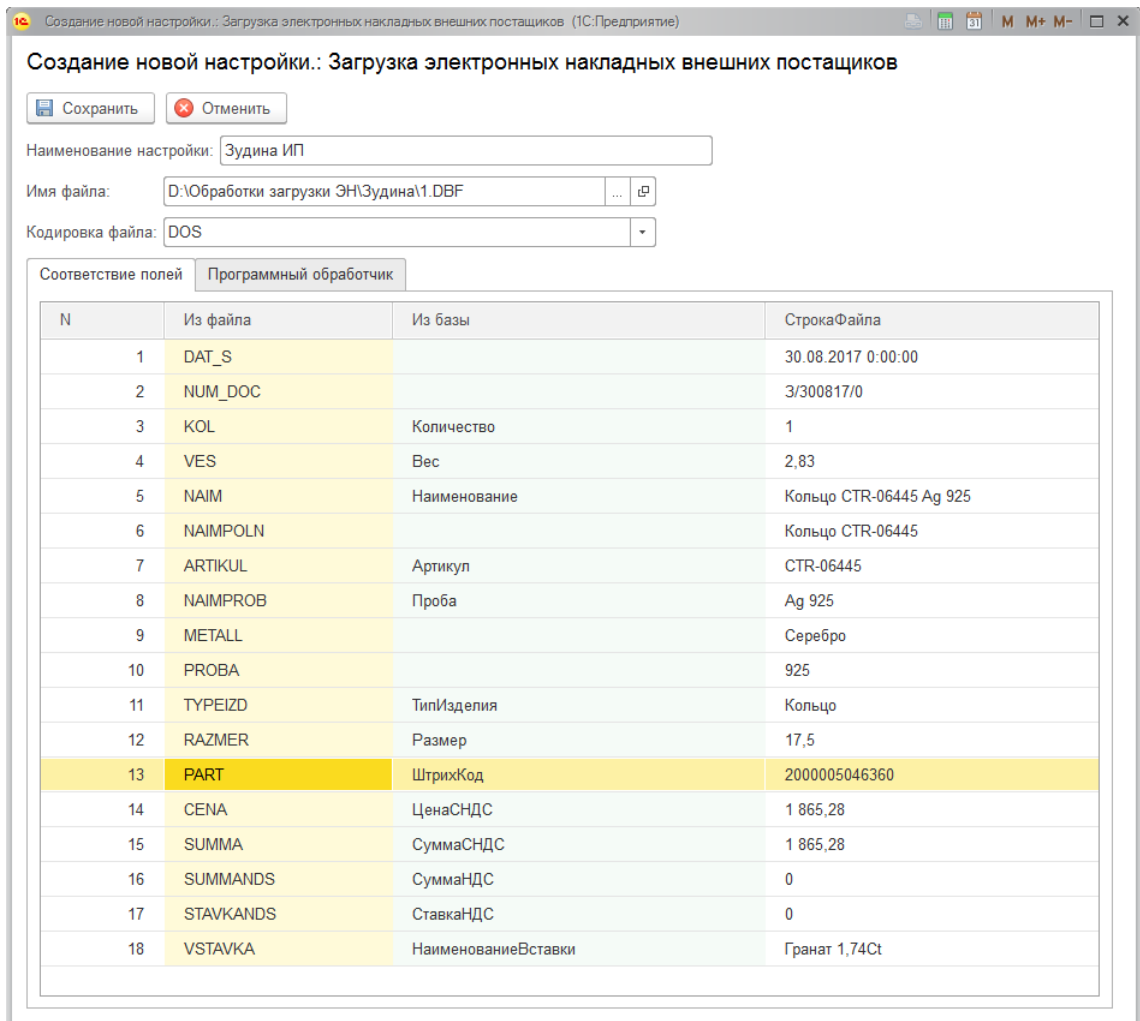 1С Создание новой настройки.: Загрузка электронных накладных внешних постащиков (1С:Предприятие) 31 M M+ M-
Создание новой настройки.: Загрузка электронных накладных внешних постащиков
Сохранить Отменить
Наименование настройки: Зудина ИП
Имя файла: D:\Обработки загрузки ЭН\Зудина\1.DBF ...
Кодировка файла: DOS
Соответствие полей Программный обработчик
N Из файла Из базы СтрокаФайла
1 DAT_S 30.08.2017 0:00:00
2 NUM_DOC З/300817/0
3 KOL Количество 1
4 VES Вес 2,83
5 NAIM Наименование Кольцо CTR-06445 Ag 925
6 NAIMPOLN Кольцо CTR-06445
7 ARTIKUL Артикул CTR-06445
8 NAIMPROB Проба Ag 925
9 METALL Серебро
10 PROBA 925
11 TYPEIZD ТипИзделия Кольцо
12 RAZMER Размер 17,5
13 PART ШтрихКод 2000005046360
14 CENA ЦенаСНДС 1 865,28
15 SUMMA СуммаСНДС 1 865,28
16 SUMMANDS СуммаНДС 0
17 STAVKANDS СтавкаНДС 0
18 VSTAVKA НаименованиеВставки Гранат 1,74Ct